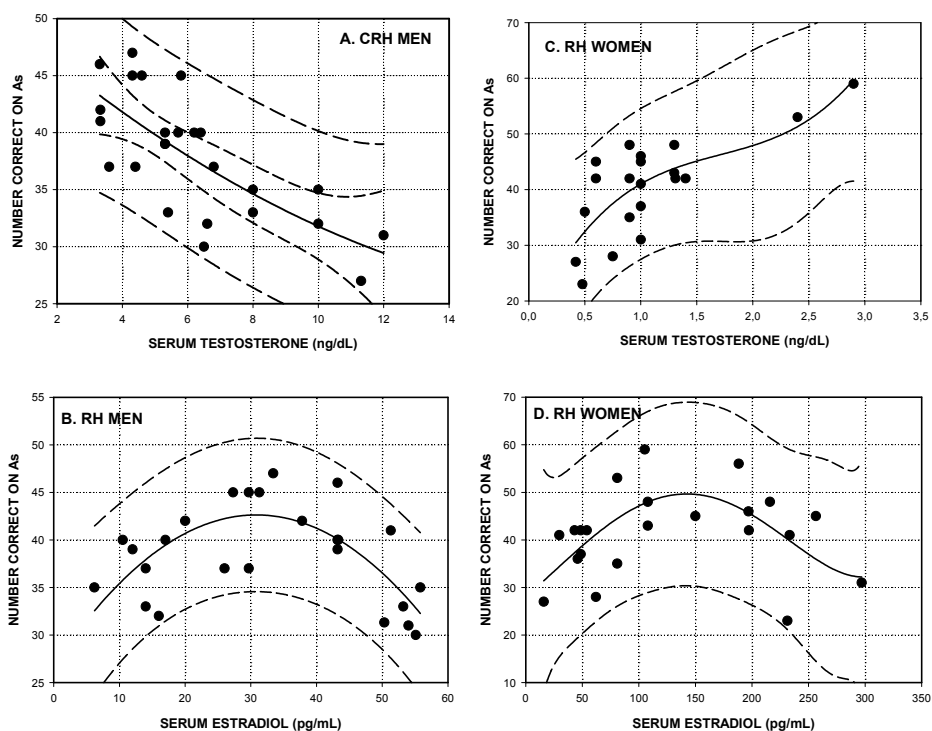 A. CRH MEN
NUMBER CORRECT ON As
50
45
40
35
30
25
2 4 6 8 10 12 14
SERUM TESTOSTERONE (ng/dL)
C. RH WOMEN
NUMBER CORRECT ON As
70
60
50
40
30
20
0,0 0,5 1,0 1,5 2,0 2,5 3,0 3,5
SERUM TESTOSTERONE (ng/dL)
B. RH MEN
NUMBER CORRECT ON As
55
50
45
40
35
30
25
0 10 20 30 40 50 60
SERUM ESTRADIOL (pg/mL)
D. RH WOMEN
NUMBER CORRECT ON As
70
60
50
40
30
20
10
0 50 100 150 200 250 300 350
SERUM ESTRADIOL (pg/mL)